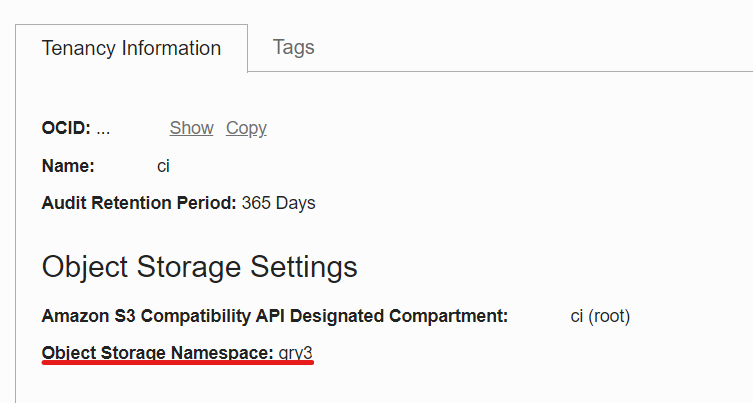 Tenancy Information
Tags
OCID: ... Show Copy
Name: ci
Audit Retention Period: 365 Days
Object Storage Settings
Amazon S3 Compatibility API Designated Compartment: ci (root)
Object Storage Namespace: